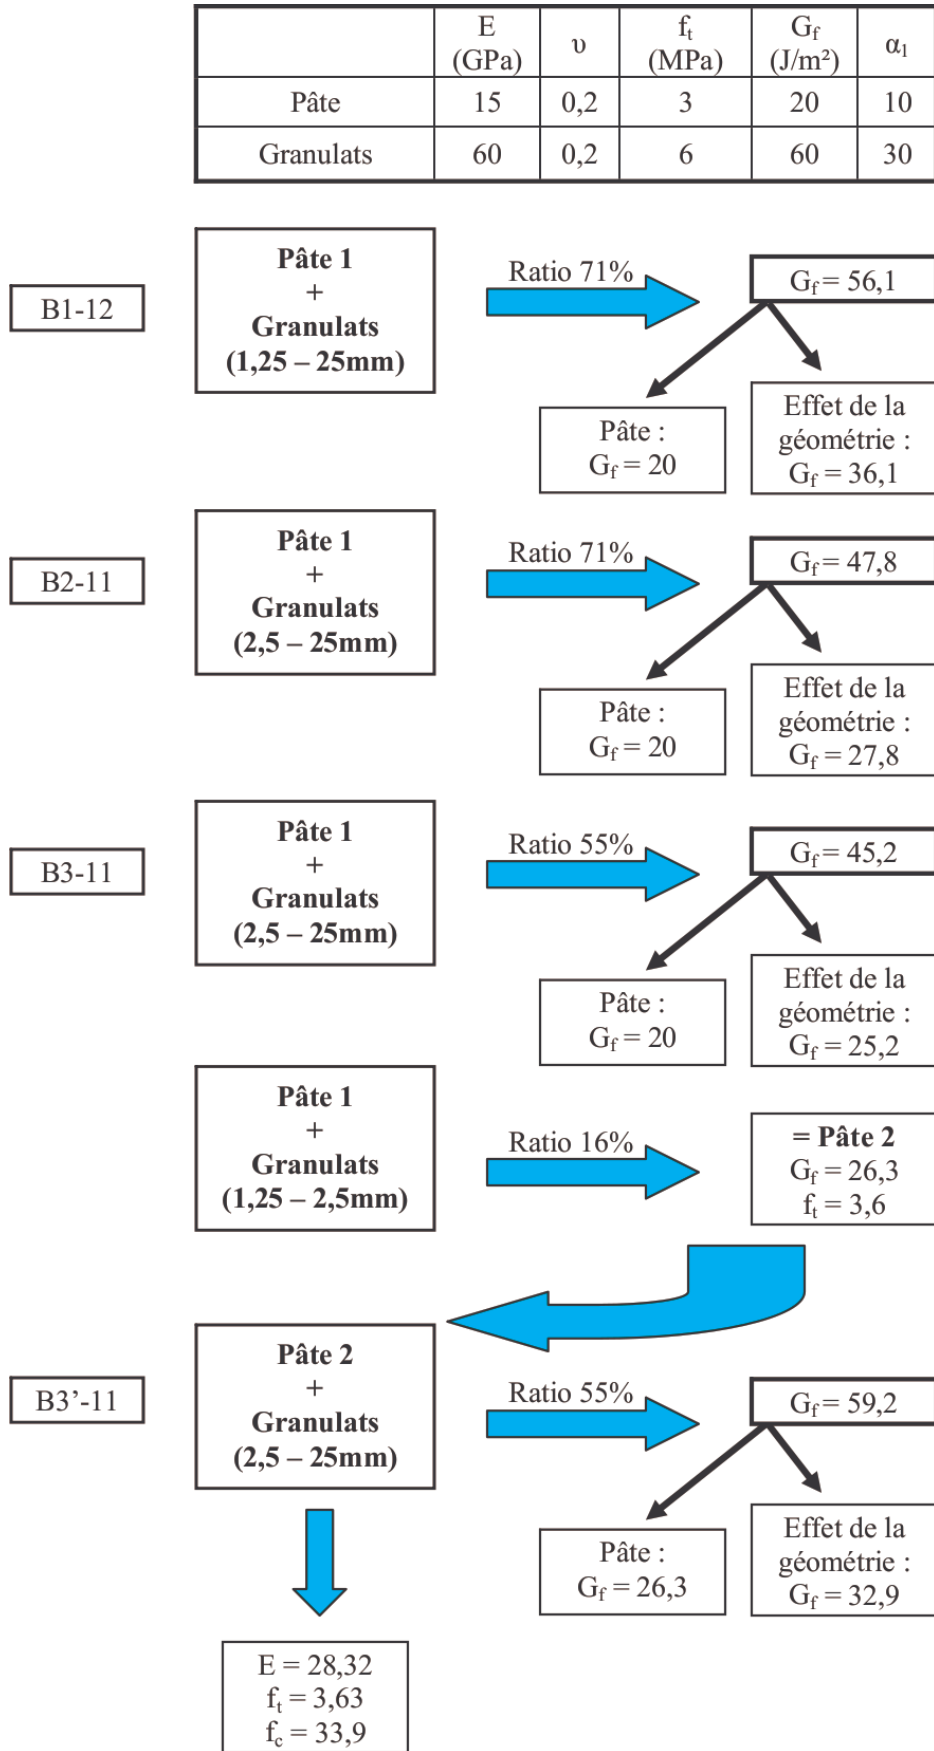 E (GPa) υ f_t (MPa) G_f (J/m²) α_l
Pâte 15 0,2 3 20 10
Granulats 60 0,2 6 60 30
B1-12
Pâte 1
+
Granulats
(1,25 – 25mm)
Ratio 71%
G_f = 56,1
Pâte :
G_f = 20
Effet de la
géométrie :
G_f = 36,1
B2-11
Pâte 1
+
Granulats
(2,5 – 25mm)
Ratio 71%
G_f = 47,8
Pâte :
G_f = 20
Effet de la
géométrie :
G_f = 27,8
B3-11
Pâte 1
+
Granulats
(2,5 – 25mm)
Ratio 55%
G_f = 45,2
Pâte :
G_f = 20
Effet de la
géométrie :
G_f = 25,2
Pâte 1
+
Granulats
(1,25 – 2,5mm)
Ratio 16%
= Pâte 2
G_f = 26,3
f_t = 3,6
B3’-11
Pâte 2
+
Granulats
(2,5 – 25mm)
Ratio 55%
G_f = 59,2
Pâte :
G_f = 26,3
Effet de la
géométrie :
G_f = 32,9
E = 28,32
f_t = 3,63
f_c = 33,9